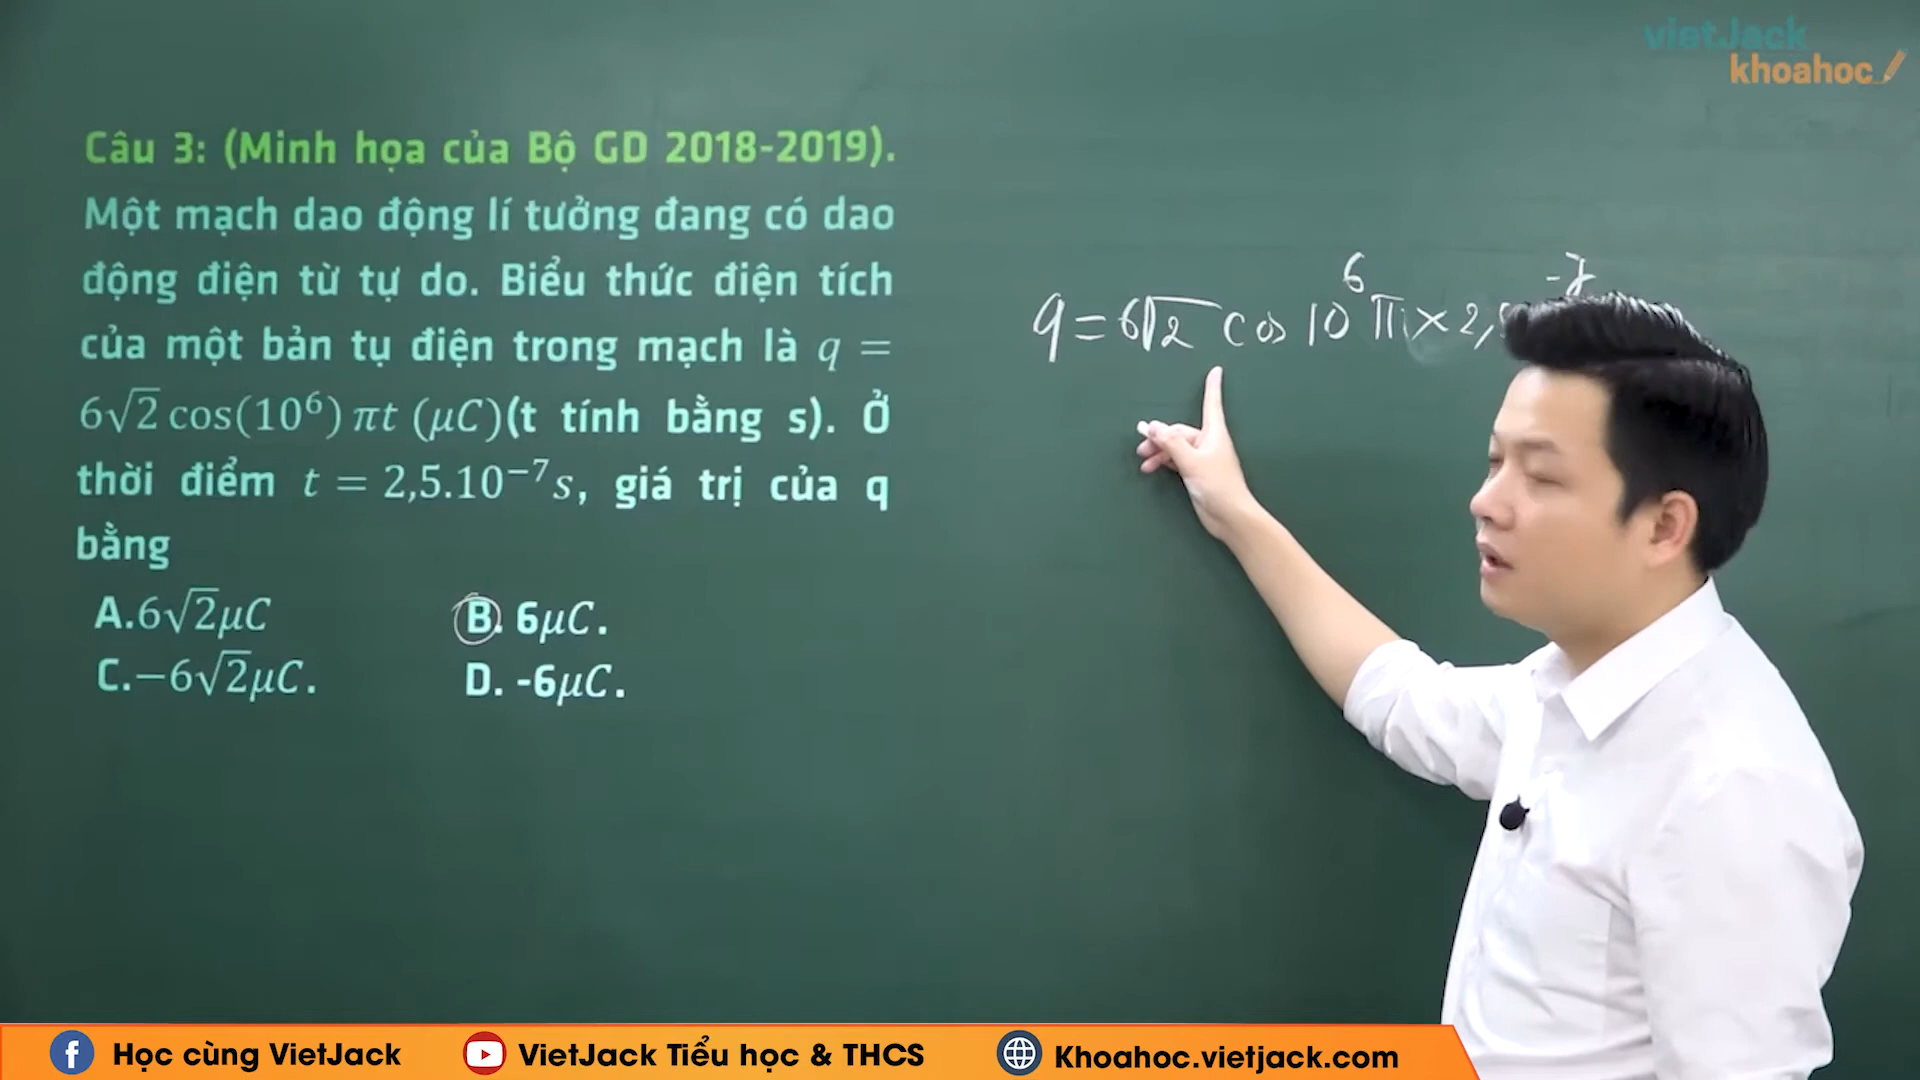 vietJack
khoahoc
Câu 3: (Minh họa của Bộ GD 2018-2019).
Một mạch dao động lí tưởng đang có dao
động điện từ tự do. Biểu thức điện tích
của một bản tụ điện trong mạch là q =
6√2 cos(10⁶) πt (μC)(t tính bằng s). Ở
thời điểm t = 2,5.10⁻⁷s, giá trị của q
bằng
A.6√2μC B. 6μC.
C.−6√2μC. D. -6μC.
q = 6√2 cos 10⁶ π × 2,5 ⁻⁷
Học cùng VietJack VietJack Tiểu học & THCS Khoahoc.vietjack.com